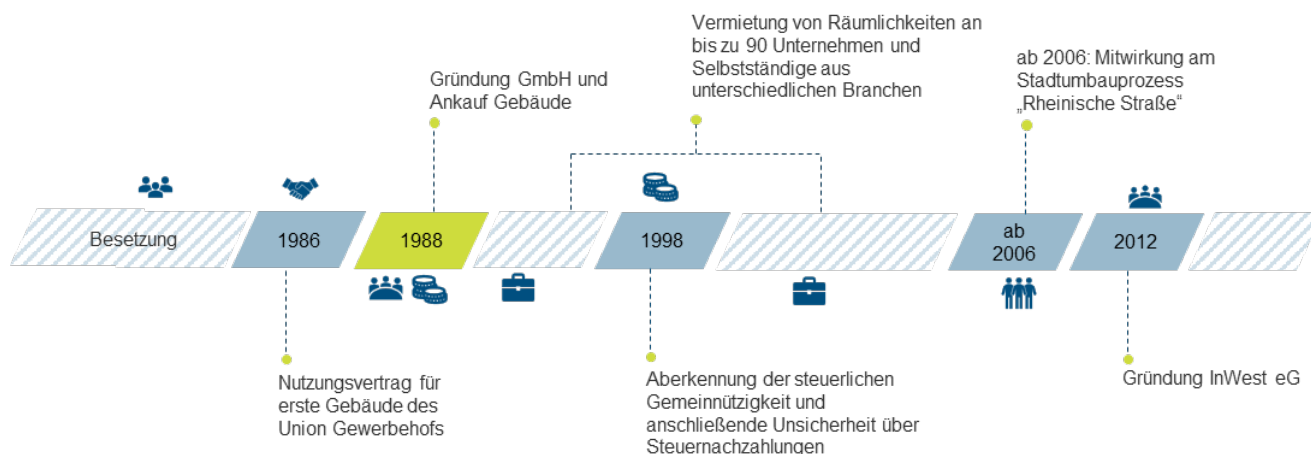 Vermietung von Räumlichkeiten an
bis zu 90 Unternehmen und
Selbstständige aus
unterschiedlichen Branchen
ab 2006: Mitwirkung am
Stadtumbauprozess
„Rheinische Straße“
Gründung GmbH und
Ankauf Gebäude
Besetzung
1986
1988
1998
ab
2006
2012
Nutzungsvertrag für
erste Gebäude des
Union Gewerbehofs
Aberkennung der steuerlichen
Gemeinnützigkeit und
anschließende Unsicherheit über
Steuernachzahlungen
Gründung InWest eG